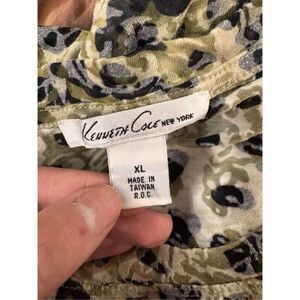 Kenneth Cole NEW YORK
XL
MADE IN
TAIWAN
R.O.C.